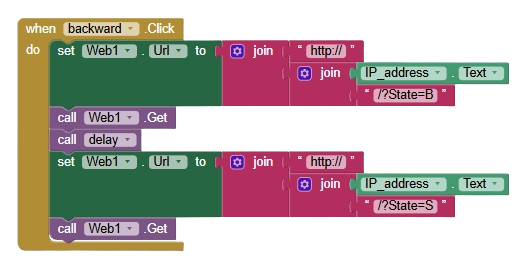 when backward .Click
do set Web1 . Url to join " http:// "
join IP_address . Text
" /?State=B "
call Web1 .Get
call delay
set Web1 . Url to join " http:// "
join IP_address . Text
" /?State=S "
call Web1 .Get